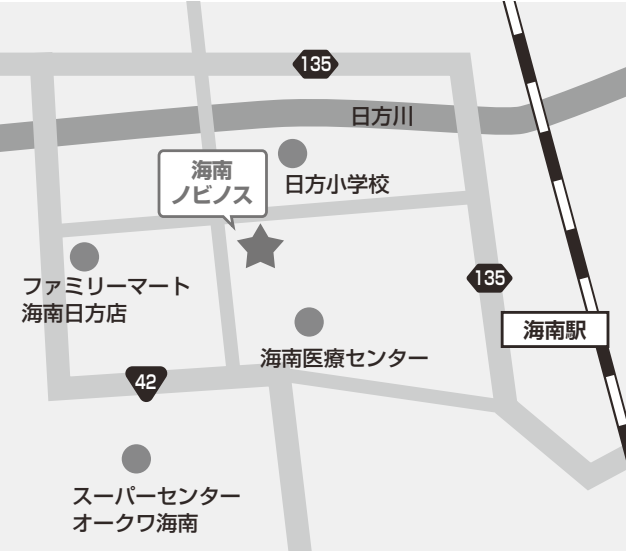 135
日方川
海南
ノビノス
日方小学校
ファミリーマート
海南日方店
135
海南駅
海南医療センター
42
スーパーセンター
オークワ海南